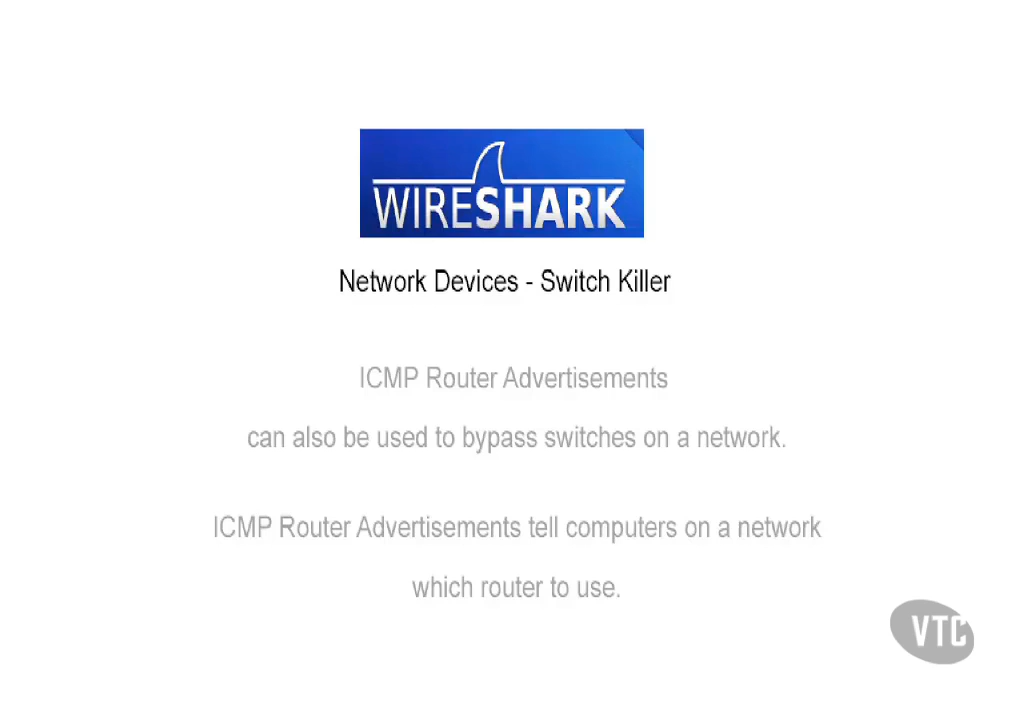 WIRESHARK
Network Devices - Switch Killer
ICMP Router Advertisements
can also be used to bypass switches on a network.
ICMP Router Advertisements tell computers on a network
which router to use.
VTC